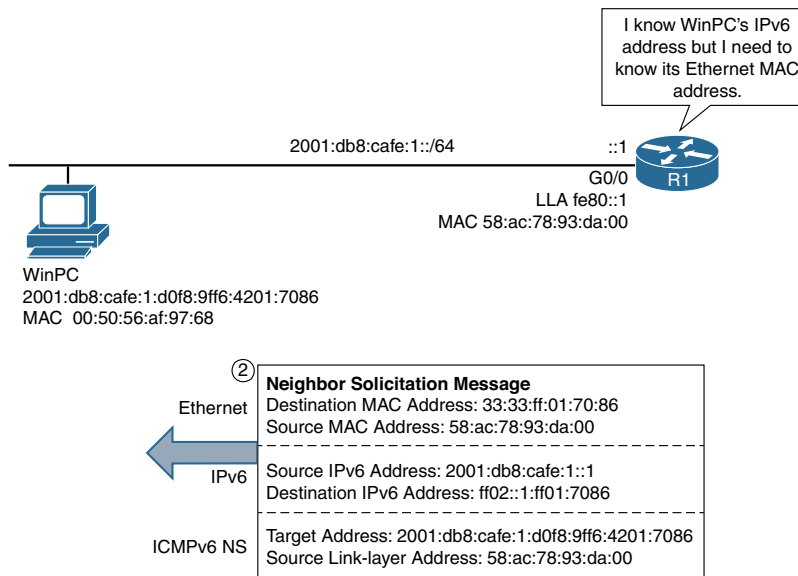 I know WinPC's IPv6
address but I need to
know its Ethernet MAC
address.
2001:db8:cafe:1::/64
::1
G0/0
R1
LLA fe80::1
MAC 58:ac:78:93:da:00
WinPC
2001:db8:cafe:1:d0f8:9ff6:4201:7086
MAC 00:50:56:af:97:68
2
Neighbor Solicitation Message
Ethernet
Destination MAC Address: 33:33:ff:01:70:86
Source MAC Address: 58:ac:78:93:da:00
IPv6
Source IPv6 Address: 2001:db8:cafe:1::1
Destination IPv6 Address: ff02::1:ff01:7086
ICMPv6 NS
Target Address: 2001:db8:cafe:1:d0f8:9ff6:4201:7086
Source Link-layer Address: 58:ac:78:93:da:00